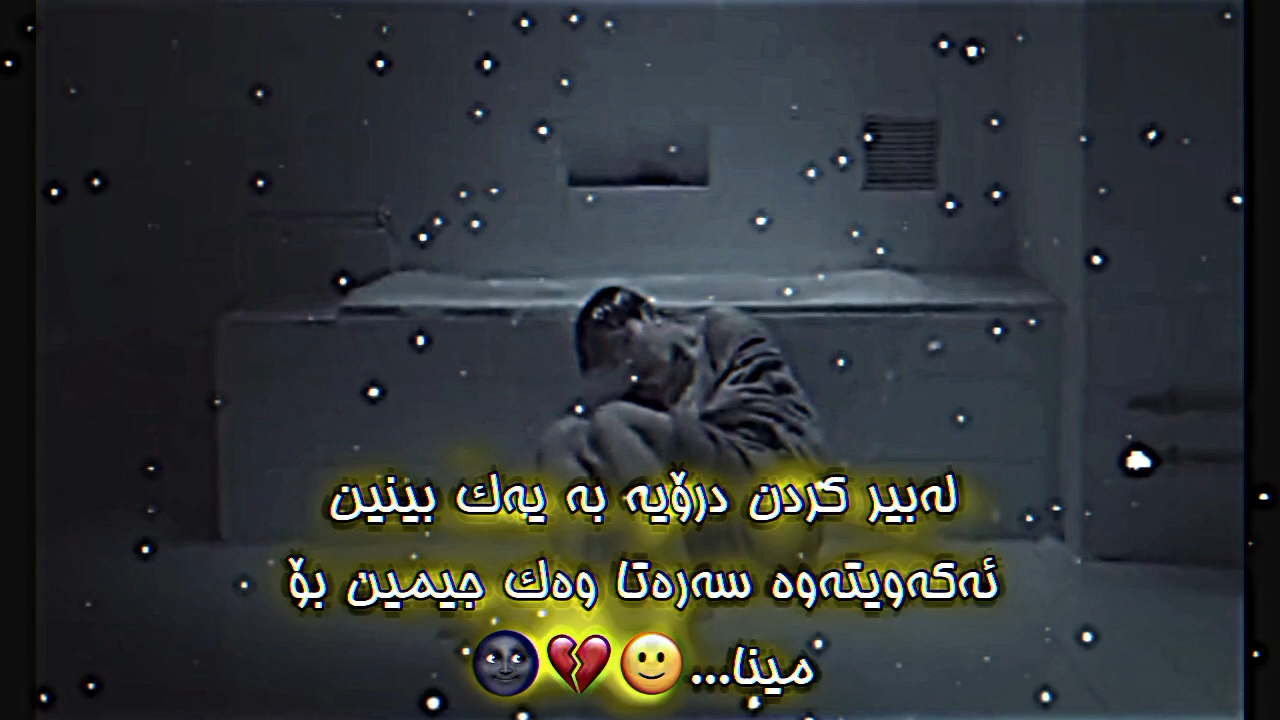 لەبیر کردن درۆیە بە یەك بینین
ئەکەویتەوە سەرەتا وەك جیمین بۆ
مینا...🙂💔🌚